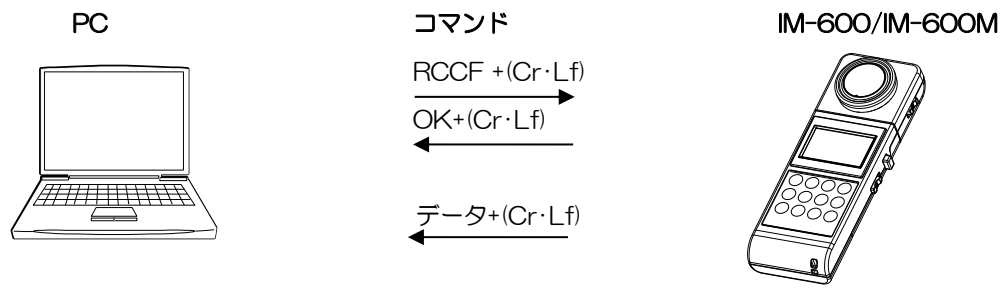 PC
コマンド
IM-600/IM-600M
RCCF +(Cr･Lf)
OK+(Cr･Lf)
データ+(Cr･Lf)